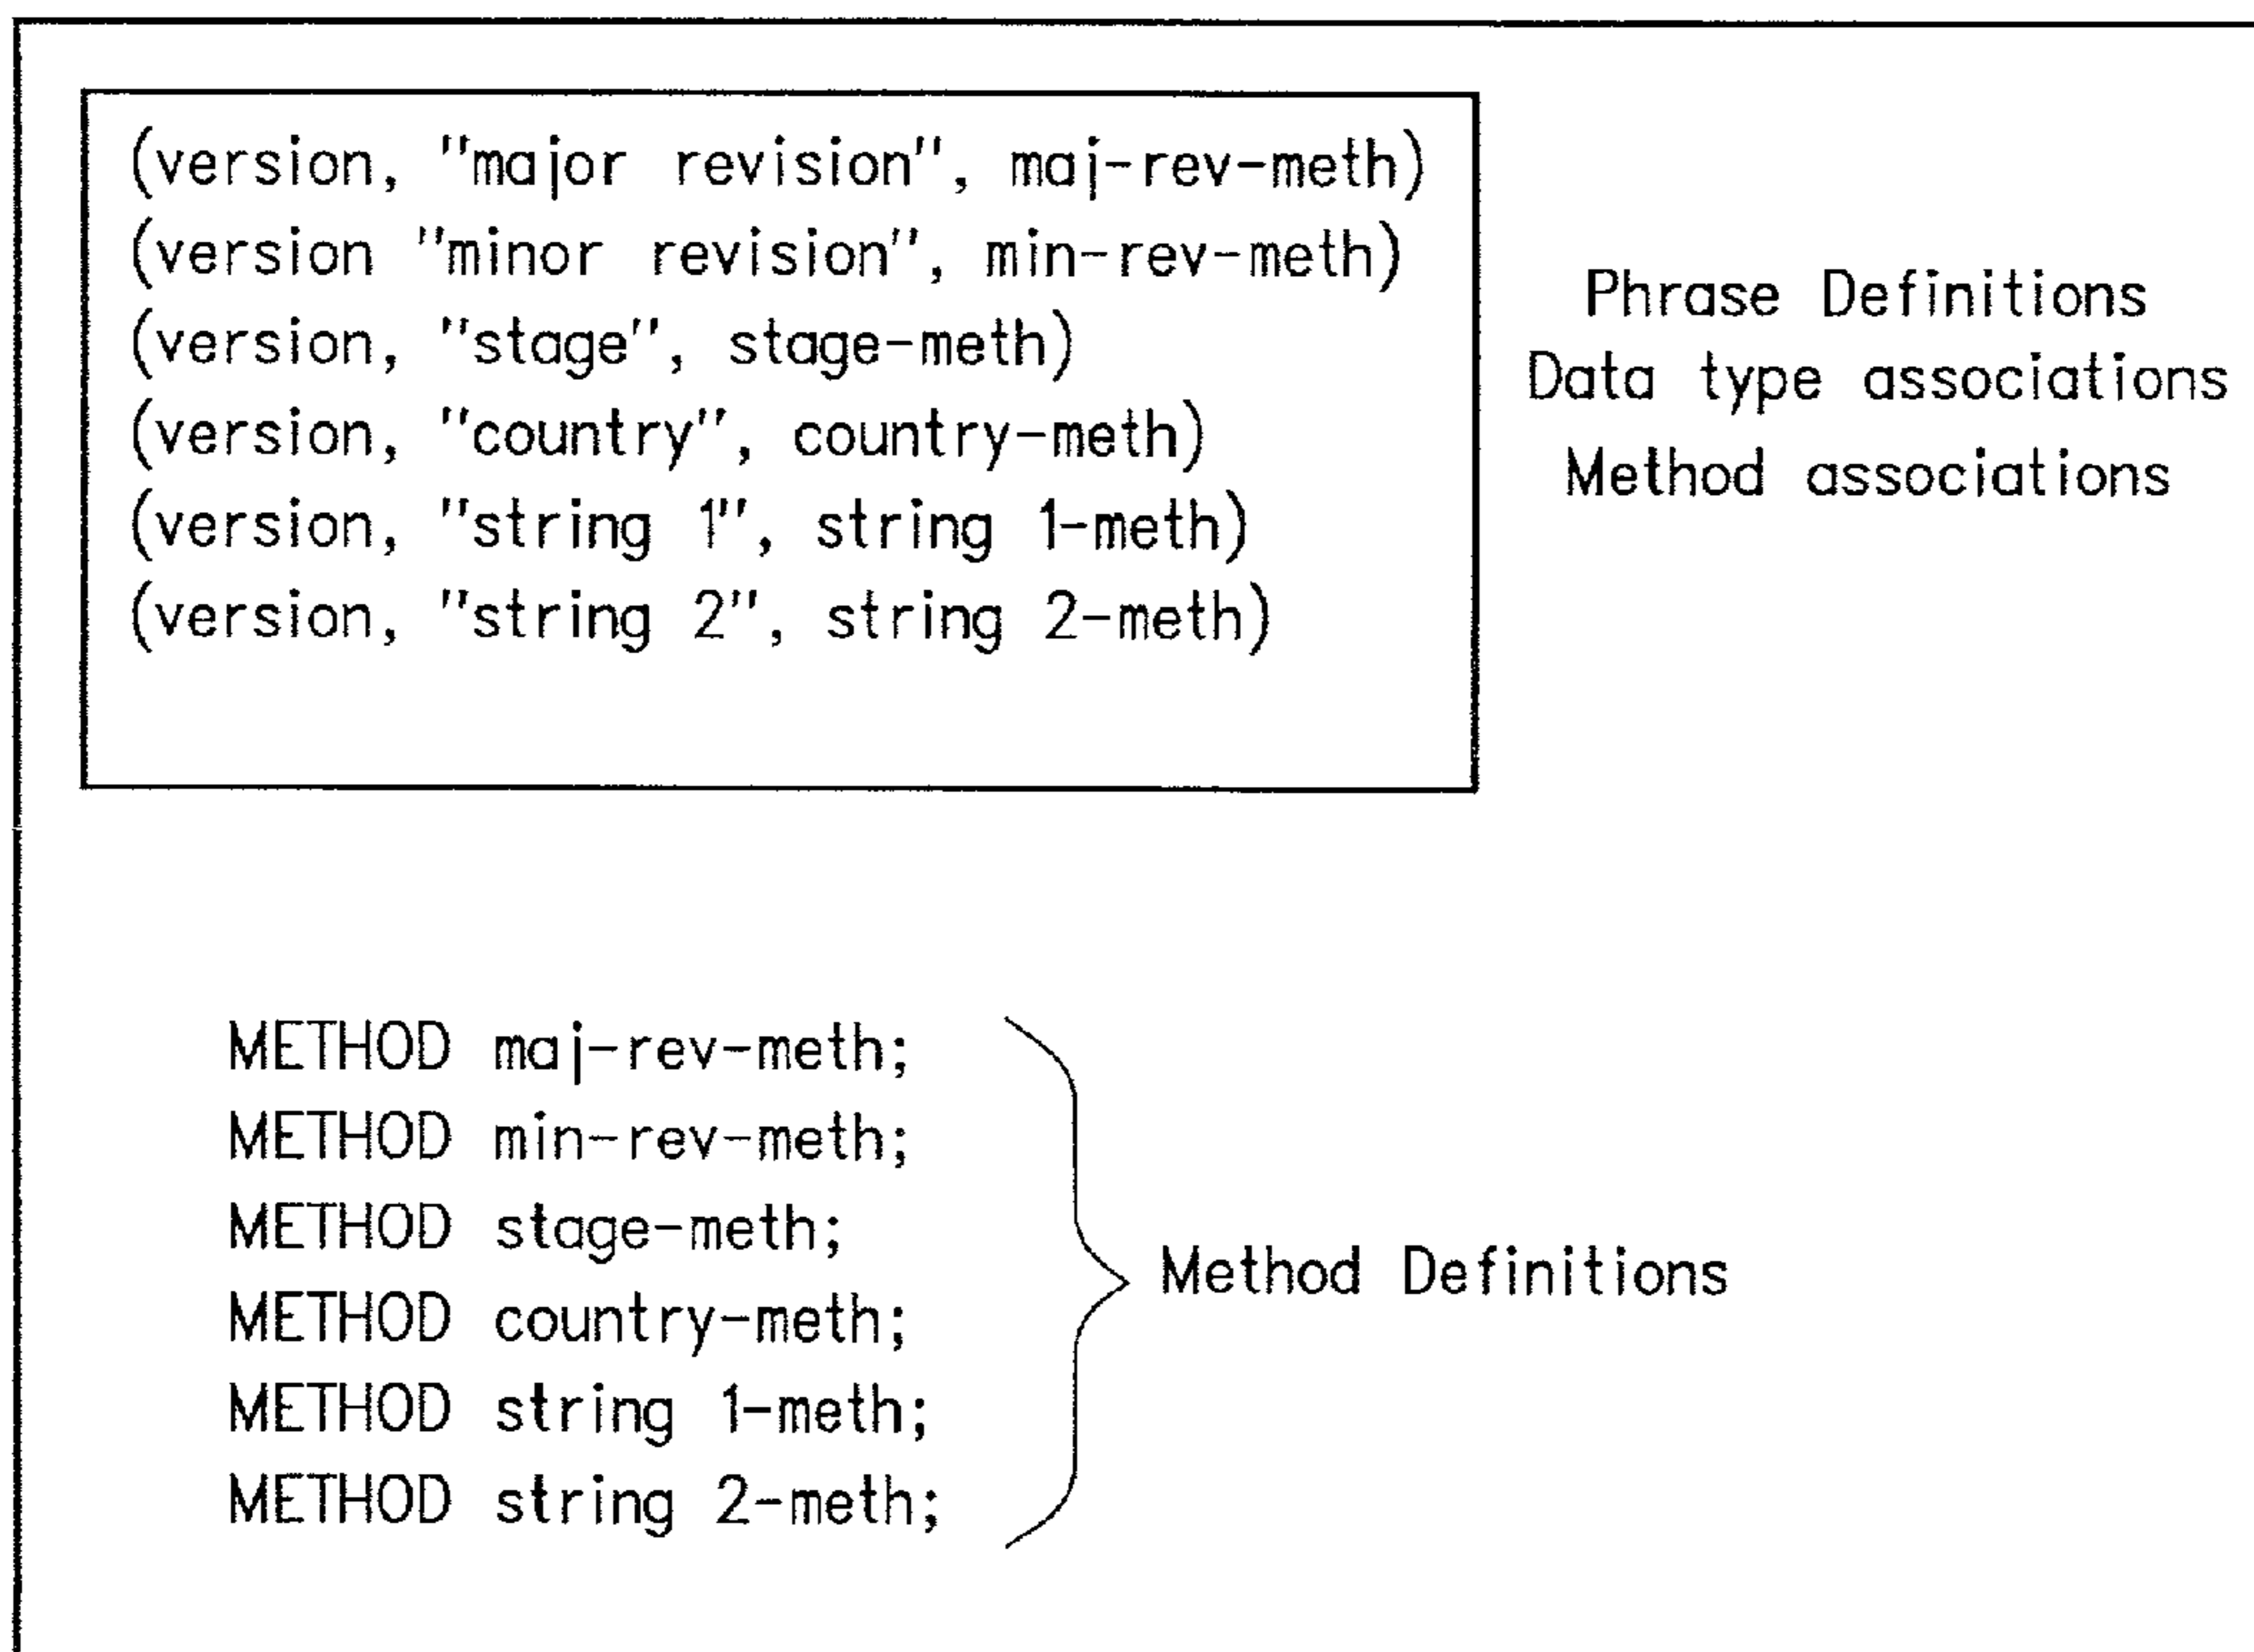 (version, "major revision", maj-rev-meth)
(version "minor revision", min-rev-meth)
(version, "stage", stage-meth)
(version, "country", country-meth)
(version, "string 1", string 1-meth)
(version, "string 2", string 2-meth)
Phrase Definitions
Data type associations
Method associations
METHOD maj-rev-meth;
METHOD min-rev-meth;
METHOD stage-meth;
METHOD country-meth;
METHOD string 1-meth;
METHOD string 2-meth;
Method Definitions